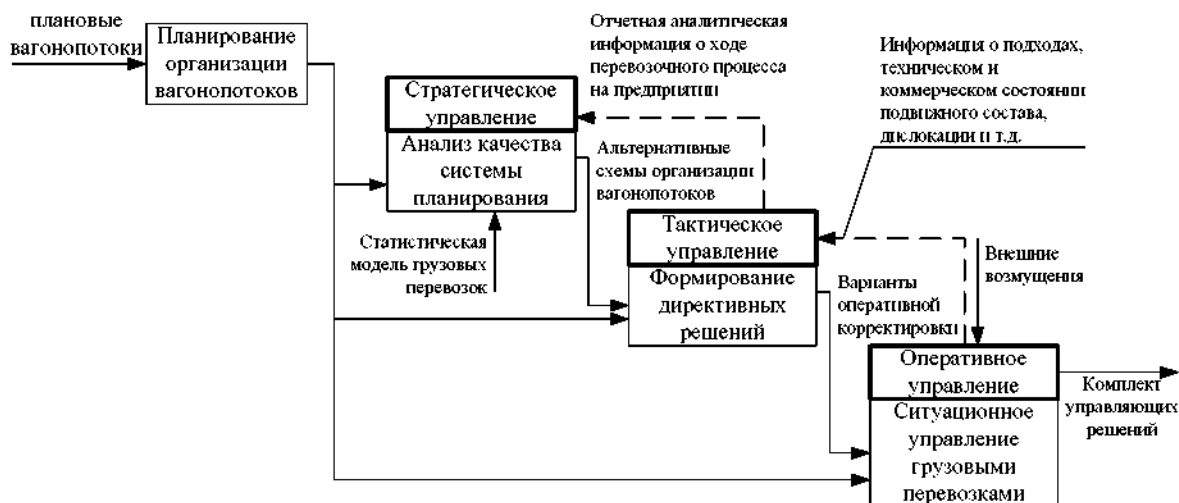 плановые
вагонопотоки
Планирование
организации
вагонопотоков
Отчетная аналитическая
информация о ходе
перевозочного процесса
на предприятии
Информация о подходах,
техническом и
коммерческом состоянии
подвижного состава,
дислокации и т.д.
Стратегическое
управление
Анализ качества
системы
планирования
Альтернативные
схемы организации
вагонопотоков
Статистическая
модель грузовых
перевозок
Тактическое
управление
Формирование
директивных
решений
Внешние
возмущения
Варианты
оперативной
корректировки
Оперативное
управление
Ситуационное
управление
грузовыми
перевозками
Комплект
управляющих
решений